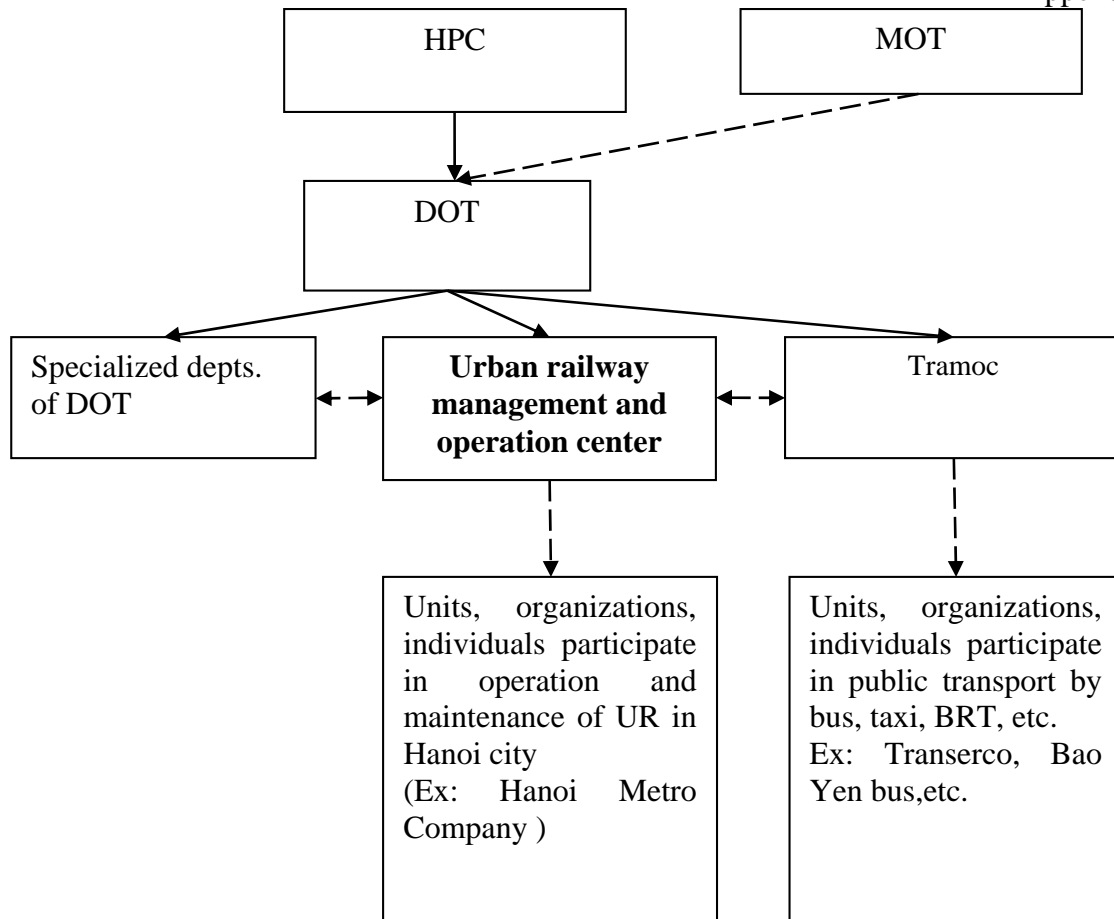 HPC
MOT
DOT
Specialized depts.
of DOT
Urban railway
management and
operation center
Tramoc
Units, organizations,
individuals participate
in operation and
maintenance of UR in
Hanoi city
(Ex: Hanoi Metro
Company )
Units, organizations,
individuals participate
in public transport by
bus, taxi, BRT, etc.
Ex: Transerco, Bao
Yen bus,etc.